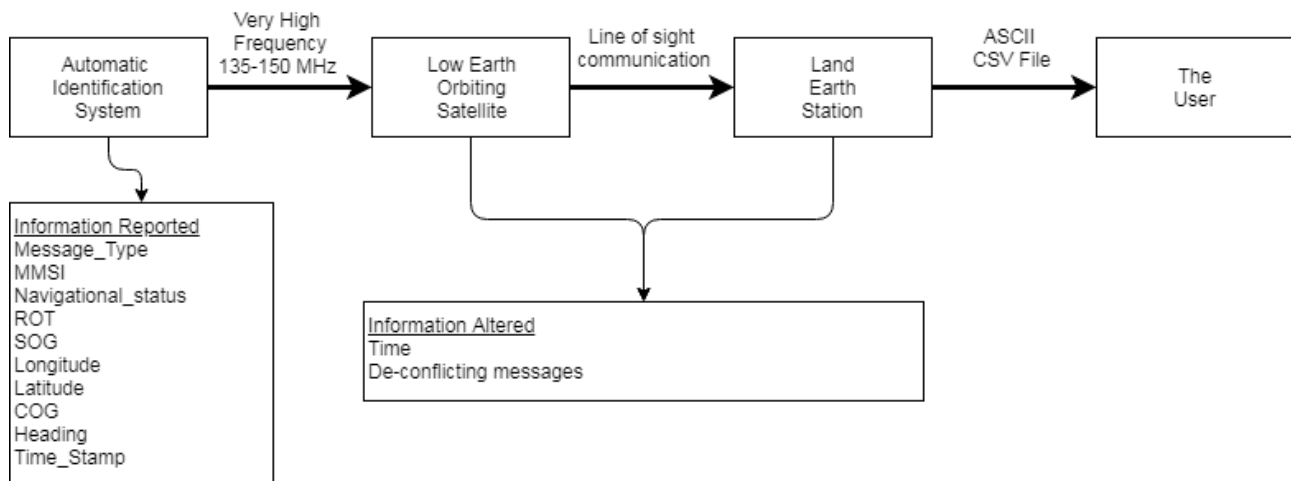 Automatic
Identification
System
Very High
Frequency
135-150 MHz
Low Earth
Orbiting
Satellite
Line of sight
communication
Land
Earth
Station
ASCII
CSV File
The
User
Information Reported
Message_Type
MMSI
Navigational_status
ROT
SOG
Longitude
Latitude
COG
Heading
Time_Stamp
Information Altered
Time
De-conflicting messages